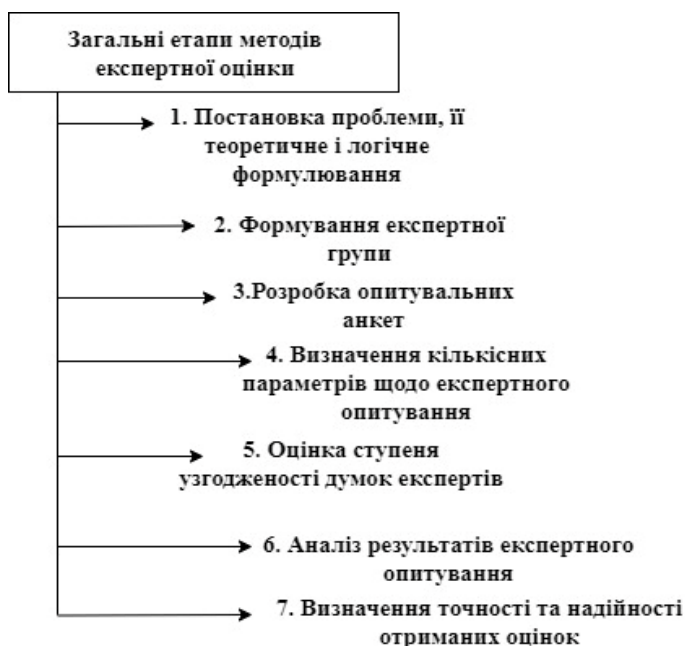 Загальні етапи методів
експертної оцінки
1. Постановка проблеми, її
теоретичне і логічне
формулювання
2. Формування експертної
групи
3.Розробка опитувальних
анкет
4. Визначення кількісних
параметрів щодо експертного
опитування
5. Оцінка ступеня
узгодженості думок експертів
6. Аналіз результатів експертного
опитування
7. Визначення точності та надійності
отриманих оцінок